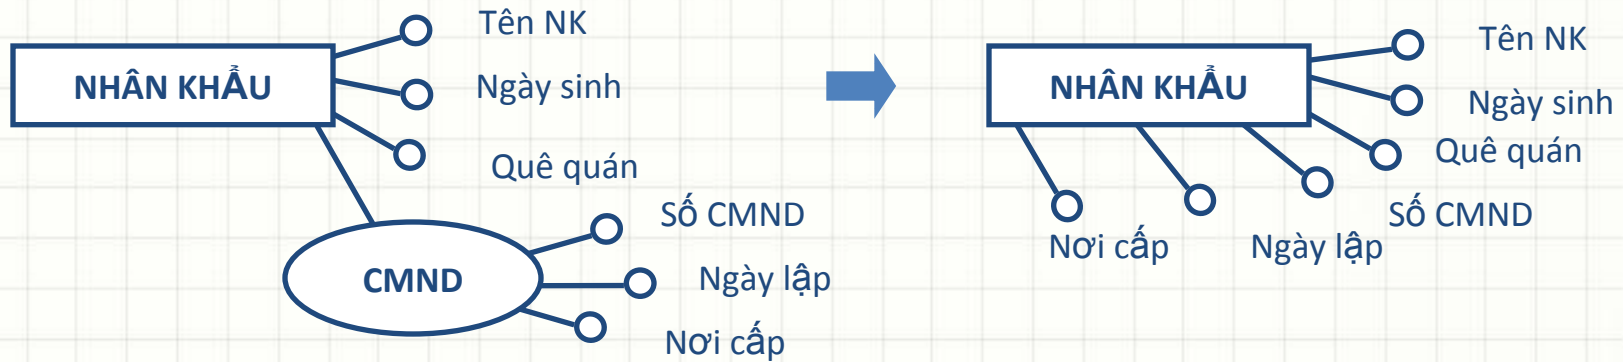 Tên NK
NHÂN KHẨU
Ngày sinh
Quê quán
Số CMND
CMND
Ngày lập
Nơi cấp
Tên NK
NHÂN KHẨU
Ngày sinh
Quê quán
Số CMND
Nơi cấp
Ngày lập